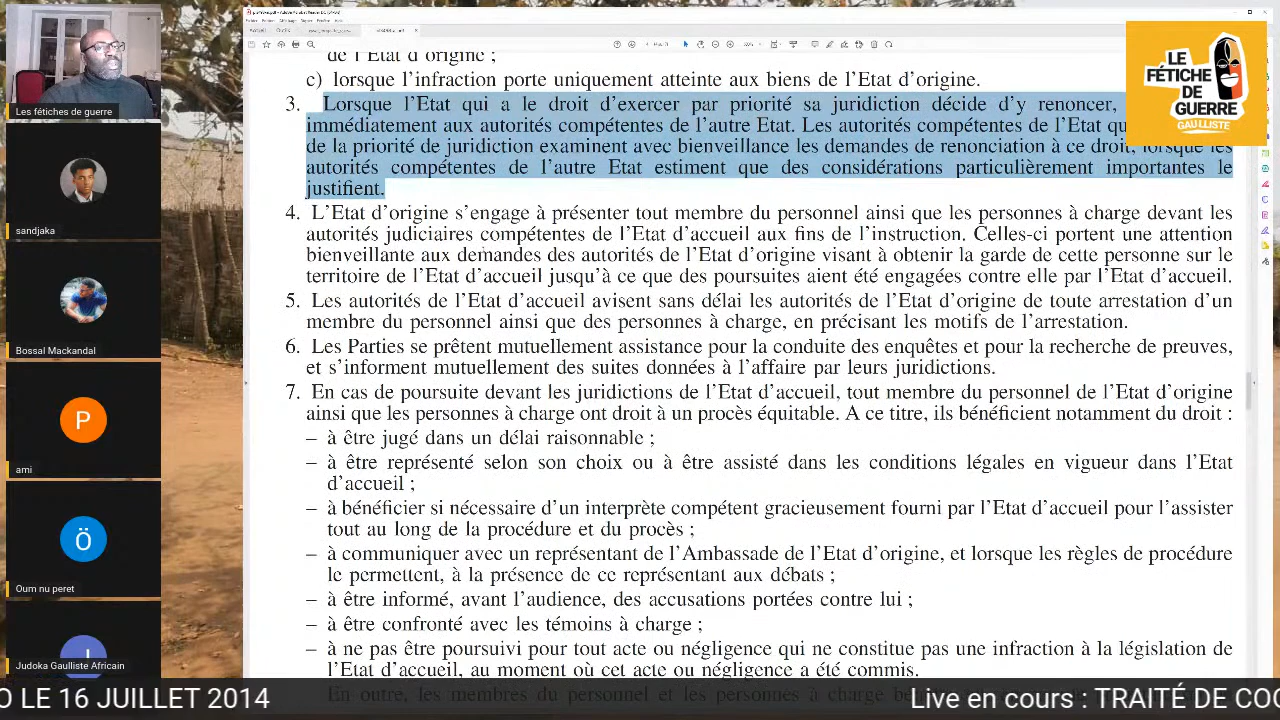 Les fétiches de guerre
sandjaka
Bossal Mackandal
P
ami
Ö
Oum nu peret
Judoka Gaulliste Africain
de l'Etat d'origine ;
c) lorsque l'infraction porte uniquement atteinte aux biens de l'Etat d'origine.
3. Lorsque l'Etat qui a le droit d'exercer par priorité sa juridiction décide d'y renoncer,
immédiatement aux autorités compétentes de l'autre Etat. Les autorités compétentes de l'Etat qu
de la priorité de juridiction examinent avec bienveillance les demandes de renonciation à ce droit, lorsque les
autorités compétentes de l'autre Etat estiment que des considérations particulièrement importantes le
justifient.
4. L'Etat d'origine s'engage à présenter tout membre du personnel ainsi que les personnes à charge devant les
autorités judiciaires compétentes de l'Etat d'accueil aux fins de l'instruction. Celles-ci portent une attention
bienveillante aux demandes des autorités de l'Etat d'origine visant à obtenir la garde de cette personne sur le
territoire de l'Etat d'accueil jusqu'à ce que des poursuites aient été engagées contre elle par l'Etat d'accueil.
5. Les autorités de l'Etat d'accueil avisent sans délai les autorités de l'Etat d'origine de toute arrestation d'un
membre du personnel ainsi que des personnes à charge, en précisant les motifs de l'arrestation.
6. Les Parties se prêtent mutuellement assistance pour la conduite des enquêtes et pour la recherche de preuves,
et s'informent mutuellement des suites données à l'affaire par leurs juridictions.
7. En cas de poursuite devant les juridictions de l'Etat d'accueil, tout membre du personnel de l'Etat d'origine
ainsi que les personnes à charge ont droit à un procès équitable. A ce titre, ils bénéficient notamment du droit :
– à être jugé dans un délai raisonnable ;
– à être représenté selon son choix ou à être assisté dans les conditions légales en vigueur dans l'Etat
d'accueil ;
– à bénéficier si nécessaire d'un interprète compétent gracieusement fourni par l'Etat d'accueil pour l'assister
tout au long de la procédure et du procès ;
– à communiquer avec un représentant de l'Ambassade de l'Etat d'origine, et lorsque les règles de procédure
le permettent, à la présence de ce représentant aux débats ;
– à être informé, avant l'audience, des accusations portées contre lui ;
– à être confronté avec les témoins à charge ;
– à ne pas être poursuivi pour tout acte ou négligence qui ne constitue pas une infraction à la législation de
l'Etat d'accueil, au moment où cet acte ou négligence a été commis.
En outre, les membres du personnel et les personnes à charge
LE
FÉTICHE
DE GUERRE
GAULLISTE
O LE 16 JUILLET 2014
Live en cours : TRAITÉ DE COO